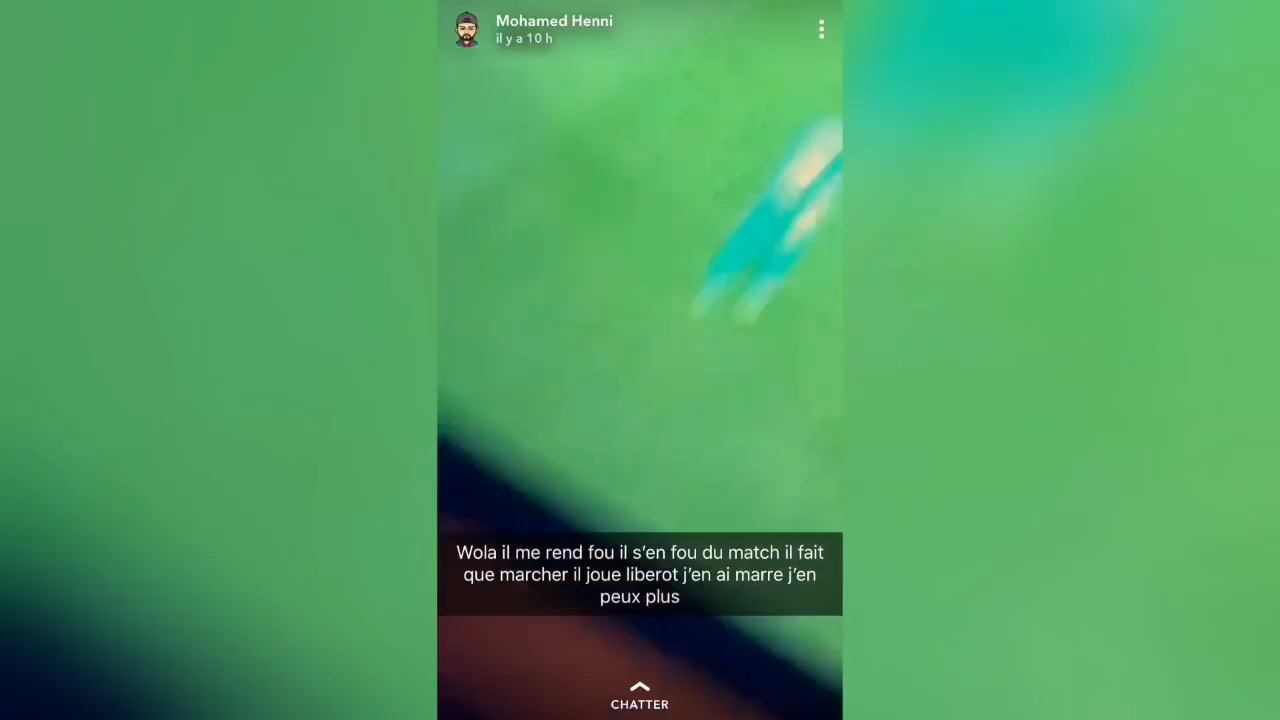 Mohamed Henni
il y a 10 h
Wola il me rend fou il s'en fou du match il fait
que marcher il joue liberot j'en ai marre j'en
peux plus
CHATTER